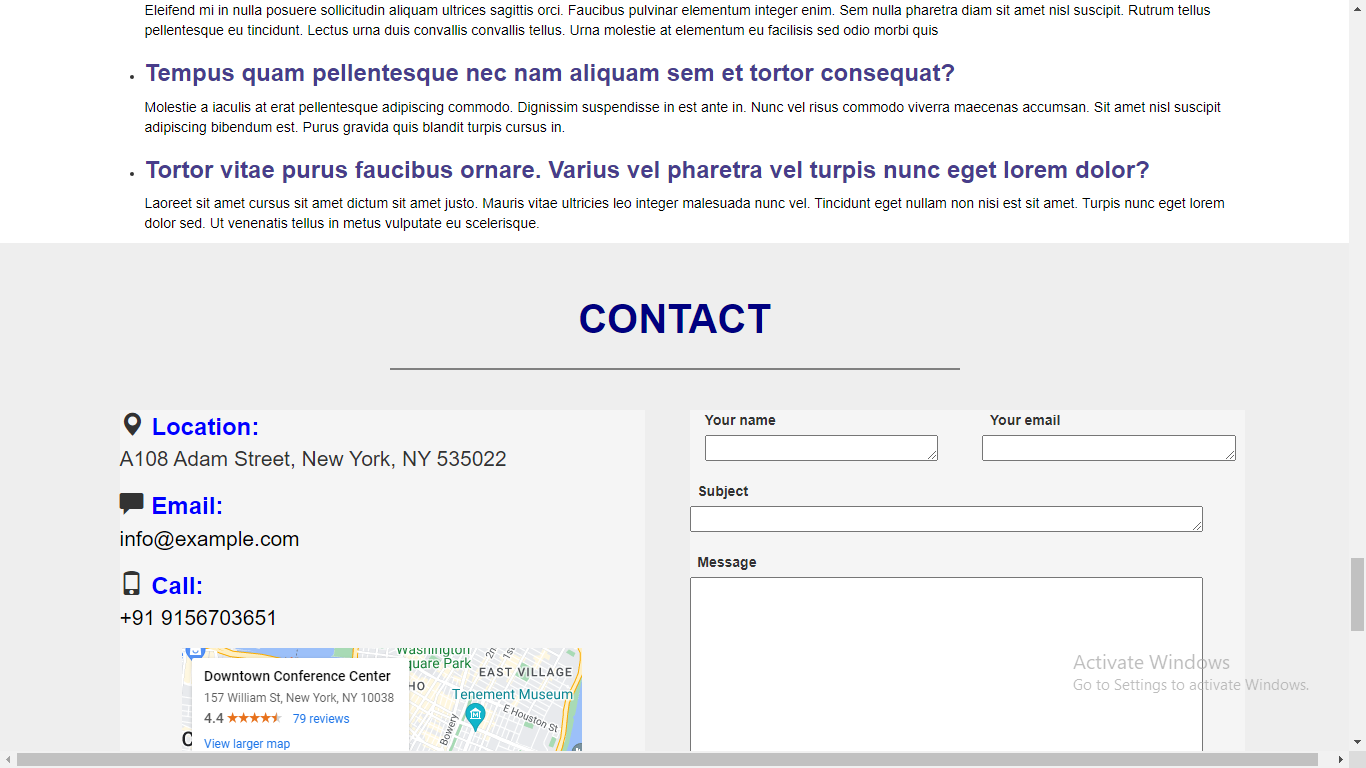 Eleifend mi in nulla posuere sollicitudin aliquam ultrices sagittis orci. Faucibus pulvinar elementum integer enim. Sem nulla pharetra diam sit amet nisl suscipit. Rutrum tellus
pellentesque eu tincidunt. Lectus urna duis convallis convallis tellus. Urna molestie at elementum eu facilisis sed odio morbi quis
Tempus quam pellentesque nec nam aliquam sem et tortor consequat?
Molestie a iaculis at erat pellentesque adipiscing commodo. Dignissim suspendisse in est ante in. Nunc vel risus commodo viverra maecenas accumsan. Sit amet nisl suscipit
adipiscing bibendum est. Purus gravida quis blandit turpis cursus in.
Tortor vitae purus faucibus ornare. Varius vel pharetra vel turpis nunc eget lorem dolor?
Laoreet sit amet cursus sit amet dictum sit amet justo. Mauris vitae ultricies leo integer malesuada nunc vel. Tincidunt eget nullam non nisi est sit amet. Turpis nunc eget lorem
dolor sed. Ut venenatis tellus in metus vulputate eu scelerisque.
CONTACT
Location:
A108 Adam Street, New York, NY 535022
Email:
info@example.com
Call:
+91 9156703651
Your name
Your email
Subject
Message
Washington
quare Park
EAST VILLAGE
HO
Tenement Museum
E Houston St
Bowery
Downtown Conference Center
157 William St, New York, NY 10038
4.4
79 reviews
View larger map
Activate Windows
Go to Settings to activate Windows.